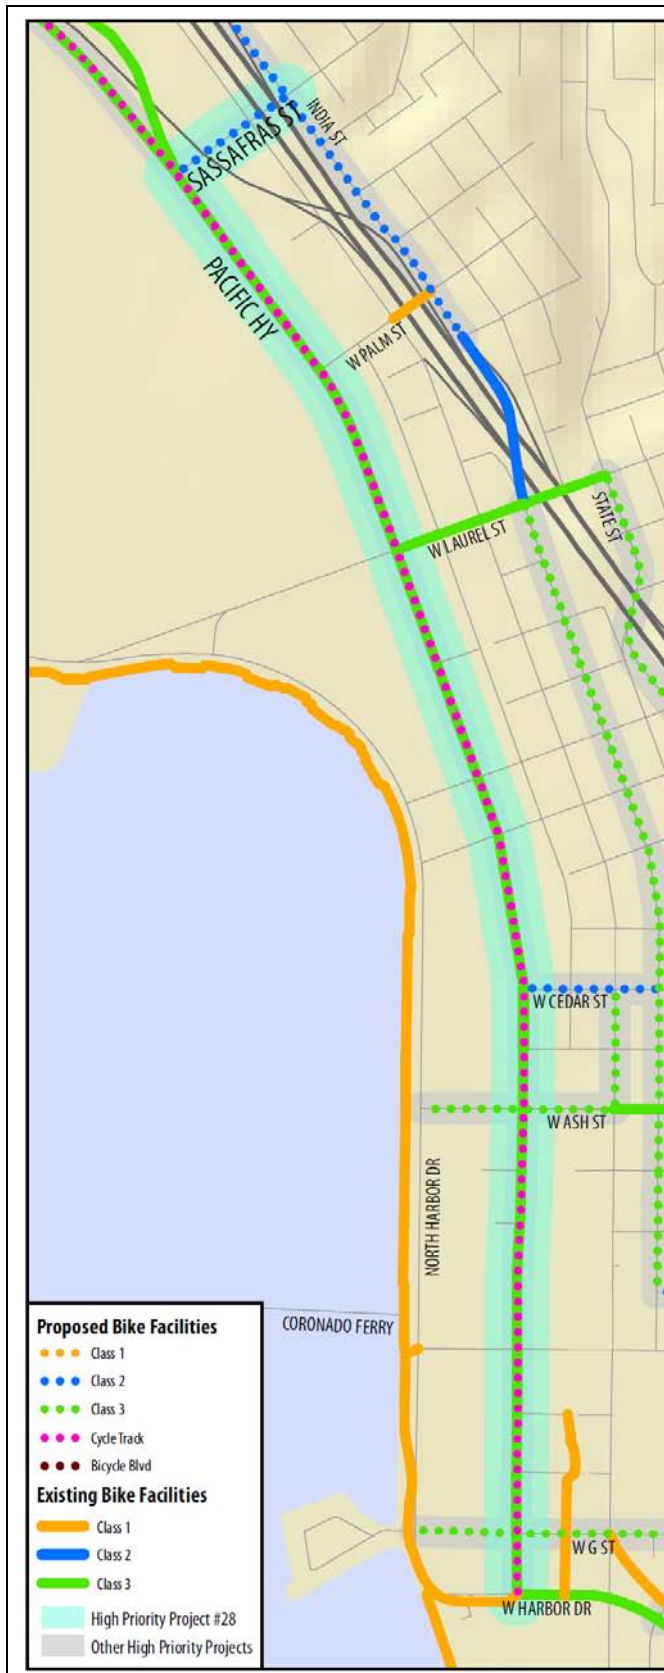 SASSAFRAS ST
INDIA ST
PACIFIC HY
W PALM ST
W LAUREL ST
STATE ST
W CEDAR ST
W ASH ST
NORTH HARBOR DR
CORONADO FERRY
W G ST
W HARBOR DR
Proposed Bike Facilities
Class 1
Class 2
Class 3
Cycle Track
Bicycle Blvd
Existing Bike Facilities
Class 1
Class 2
Class 3
High Priority Project #28
Other High Priority Projects